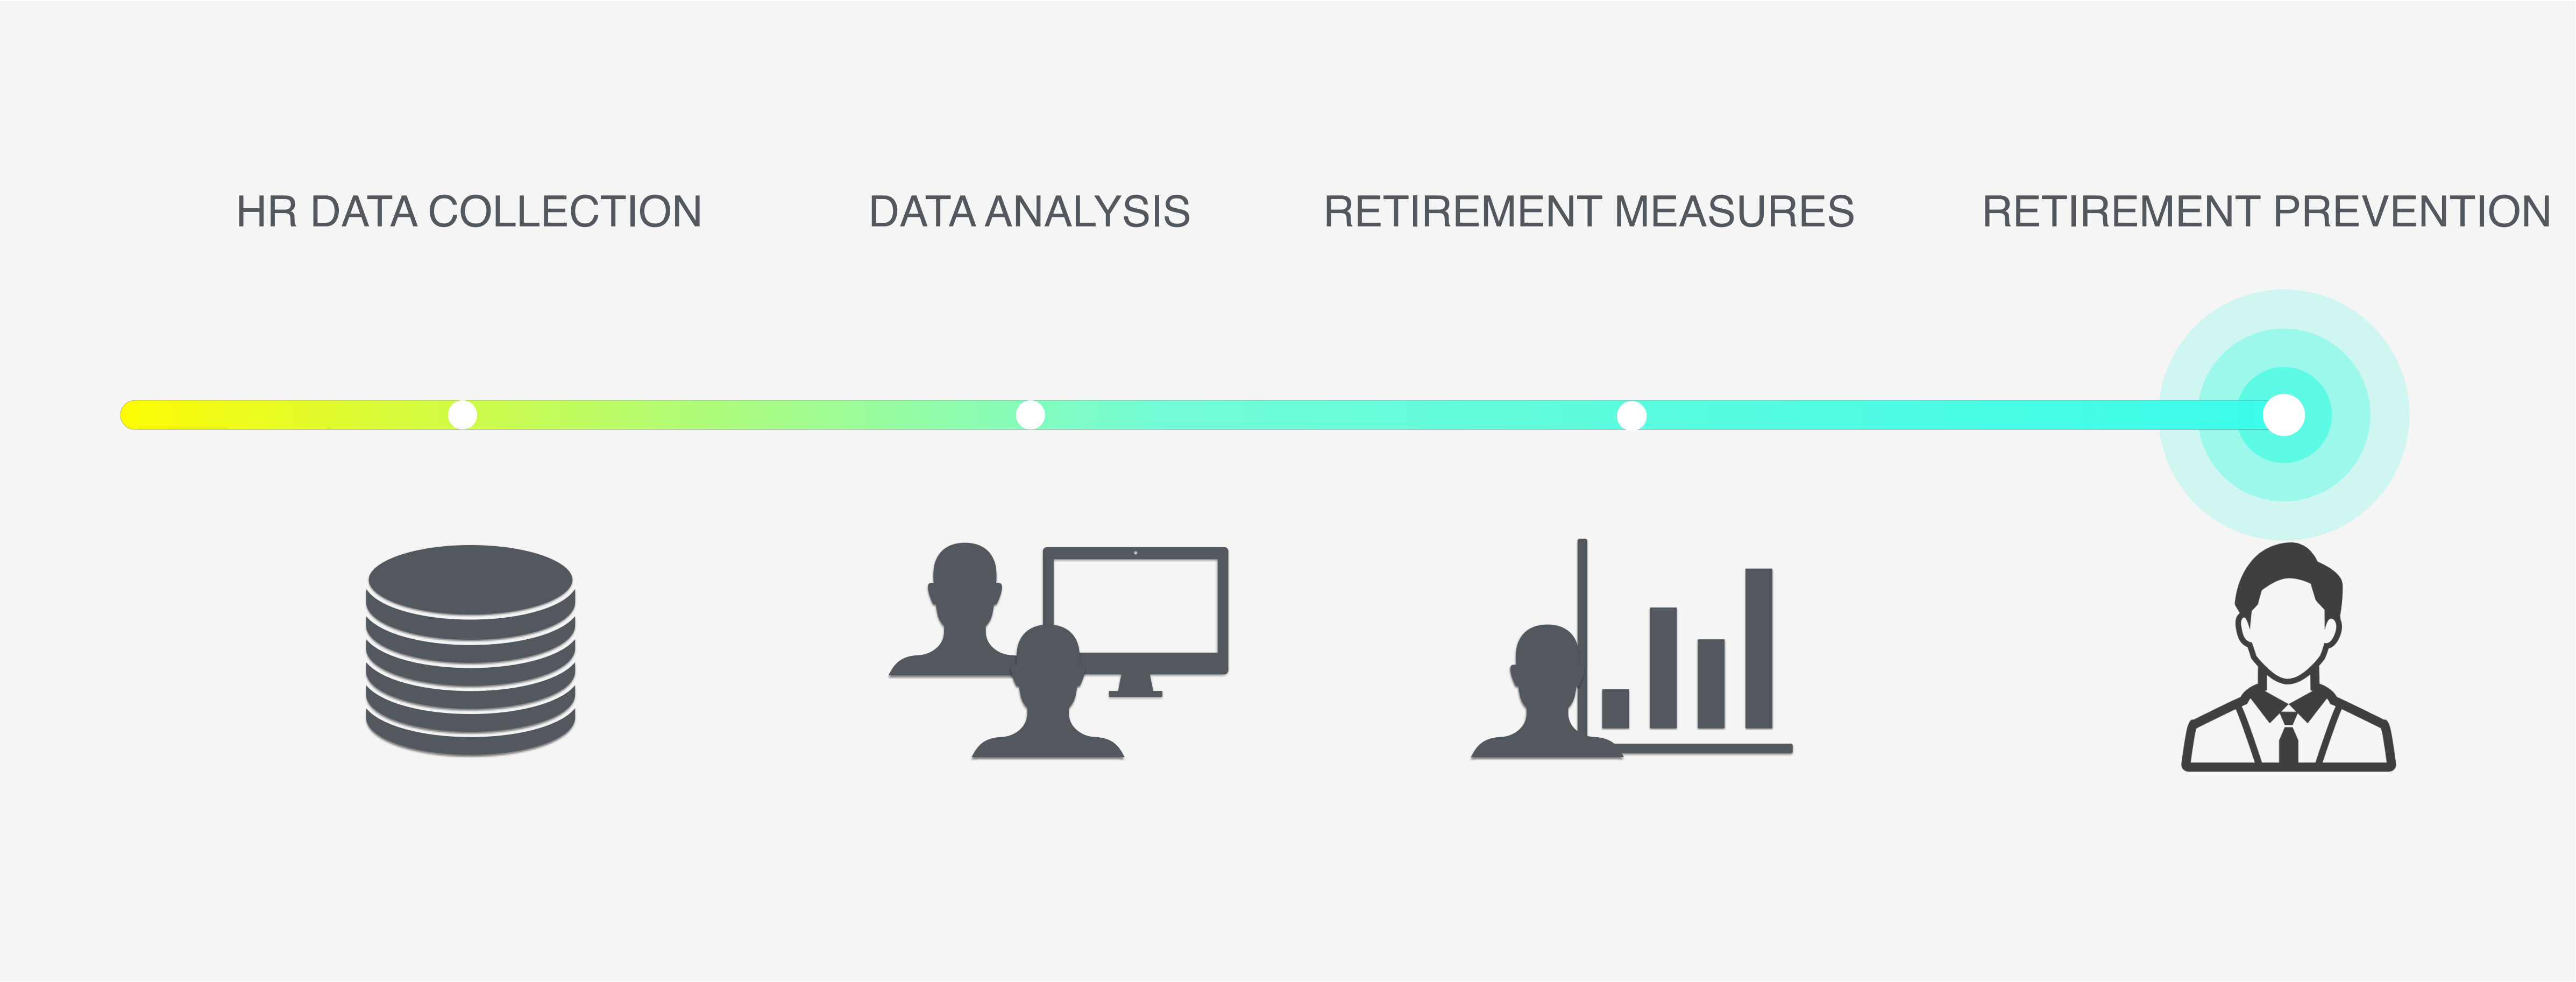 HR DATA COLLECTION
DATA ANALYSIS
RETIREMENT MEASURES
RETIREMENT PREVENTION